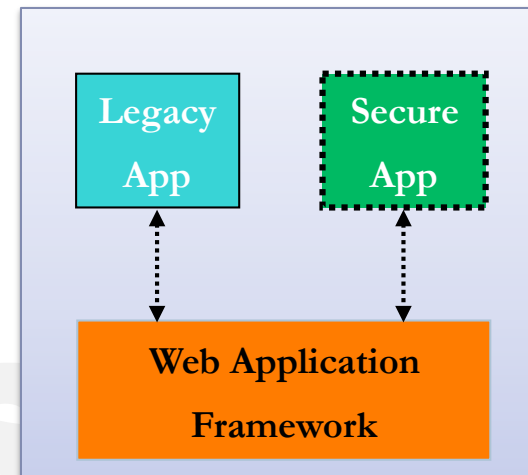 Legacy
App
Secure
App
Web Application
Framework